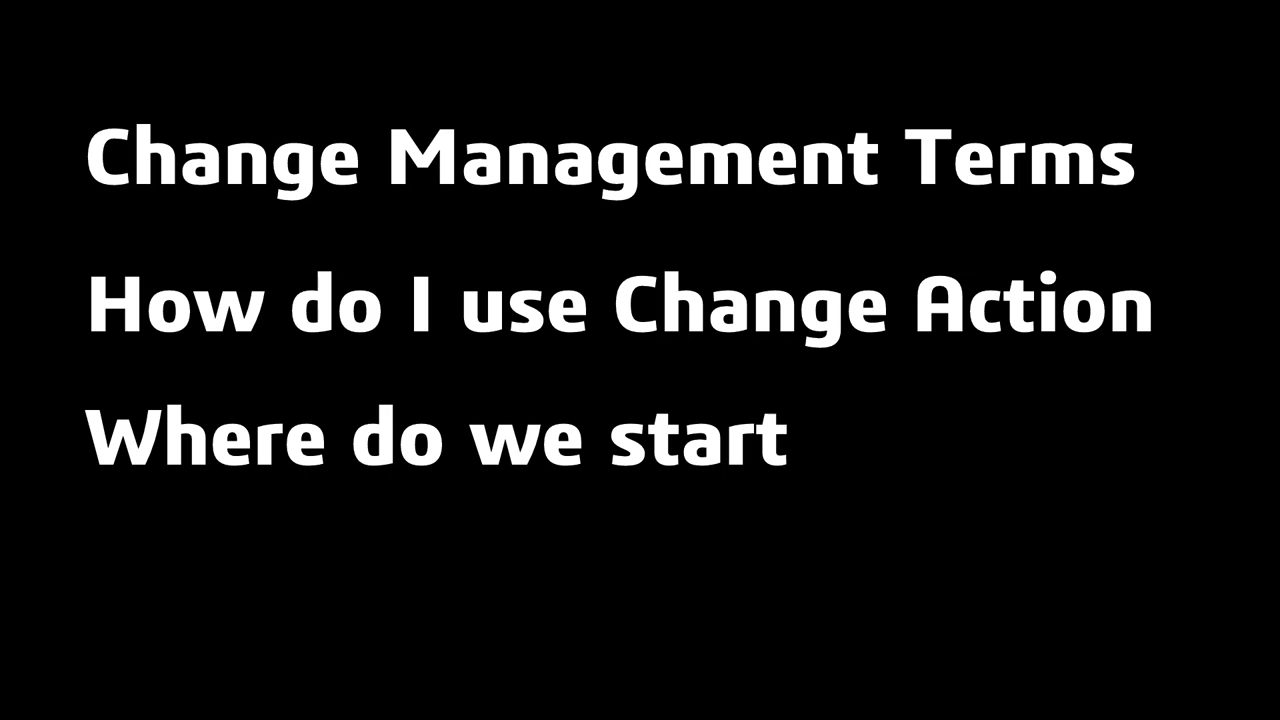 Change Management Terms
How do I use Change Action
Where do we start